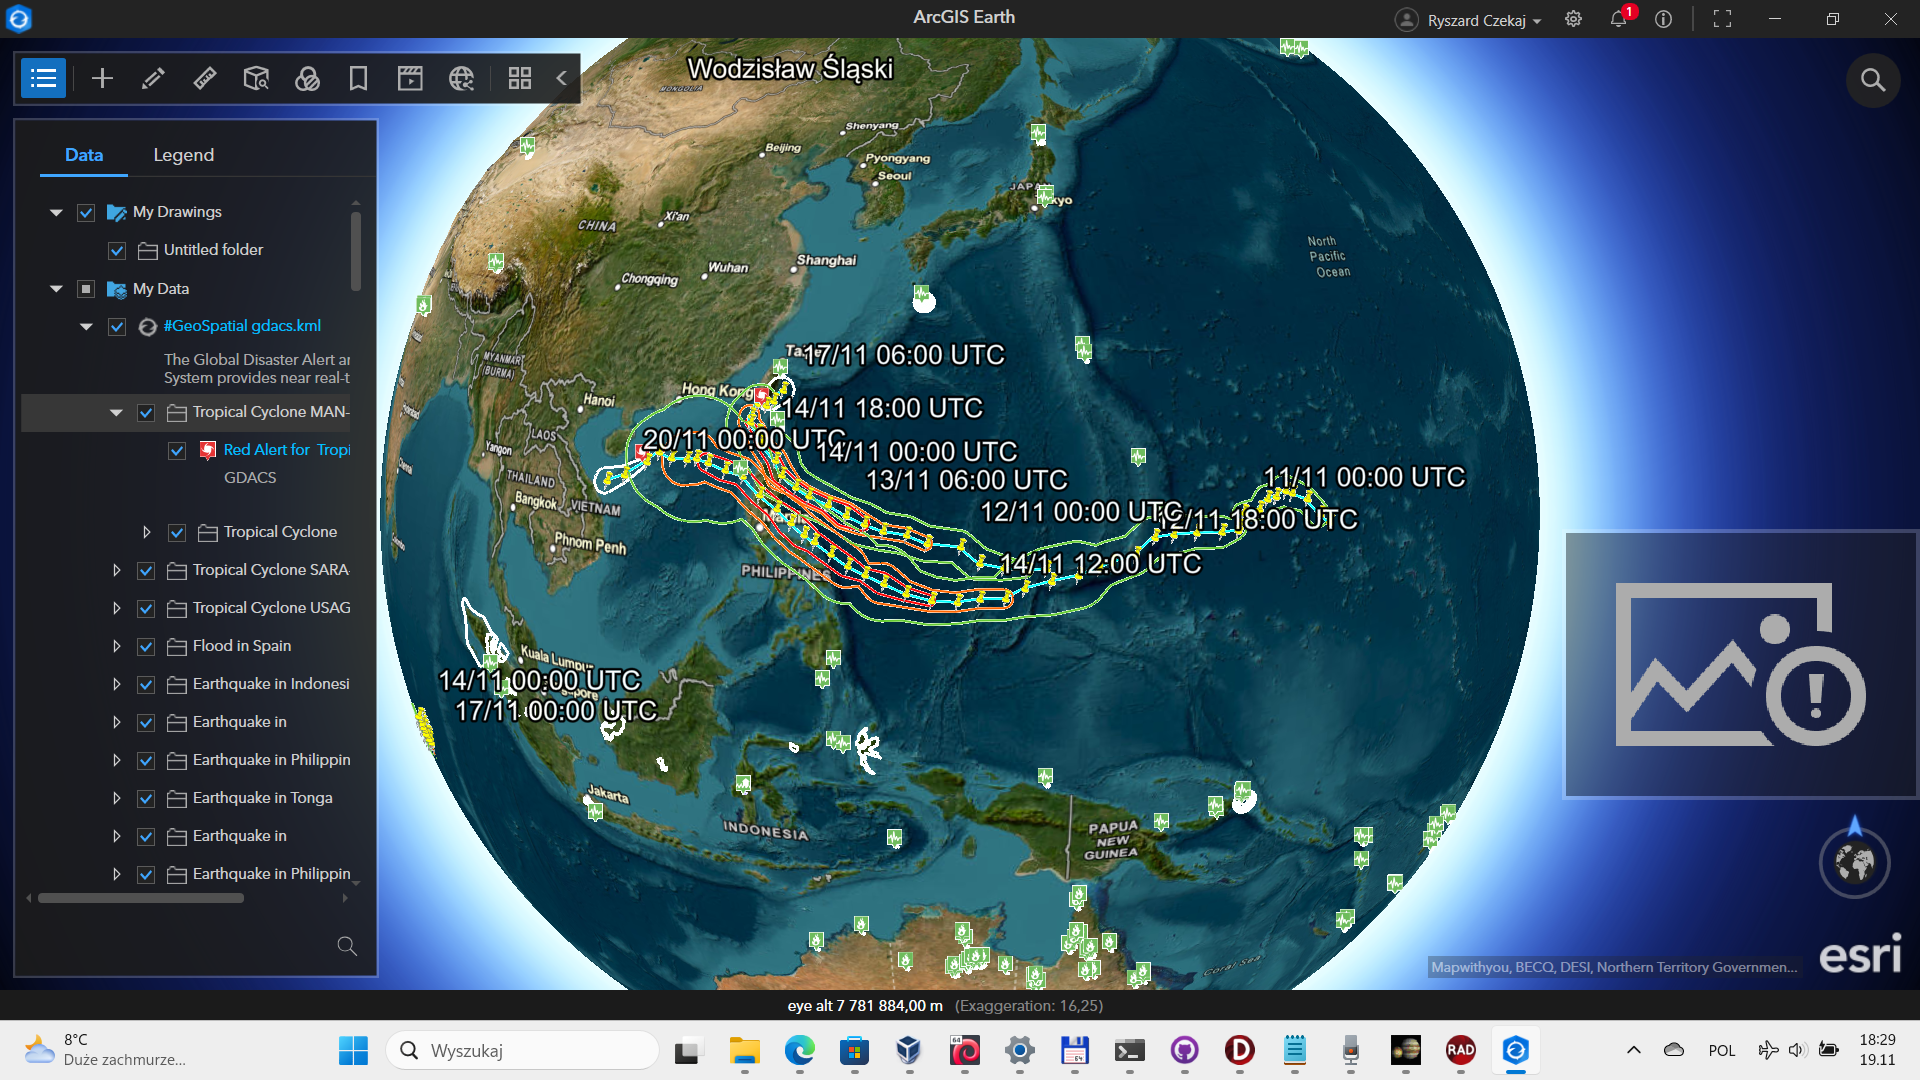 ArcGIS Earth
Ryszard Czekaj
1
Data
Legend
My Drawings
Untitled folder
My Data
#GeoSpatial gdacs.kml
The Global Disaster Alert ar
System provides near real-t
Tropical Cyclone MAN-
Red Alert for Tropi
GDACS
Tropical Cyclone
Tropical Cyclone SARA
Tropical Cyclone USAG
Flood in Spain
Earthquake in Indonesi
Earthquake in
Earthquake in Philippin
Earthquake in Tonga
Earthquake in
Earthquake in Philippin
Wodzisław Śląski
MONGOLIA
Shenyang
Beijing
Pyongyang
Seoul
JAPA
kyo
Xi'an
CHINA
North
Pacific
Ocean
Shanghai
Wuhan
Chongqing
17/11 06:00 UTC
MYANMAR
(BURMA)
Hong Kong
Hanoi
14/11 18:00 UTC
20/11 00:00 UTC
14/11 00:00 UTC
LAOS
Yangon
13/11 06:00 UTC
11/11 00:00 UTC
THAILAND
Bangkok
VIETNAM
12/11 00:00 UTC
12/11 18:00 UTC
Phnom Penh
14/11 12:00 UTC
PHILIPPINES
Kuala Lumpur
14/11 00:00 UTC
17/11 00:00 UTC
Jakarta
INDONESIA
PAPUA
NEW
GUINEA
Coral Sea
Mapwithyou, BECQ, DESI, Northern Territory Governmen...
esri
eye alt 7 781 884,00 m (Exaggeration: 16,25)
8°C
Duże zachmurze...
Wyszukaj
64
64
D
RAD
POL
18:29
19.11